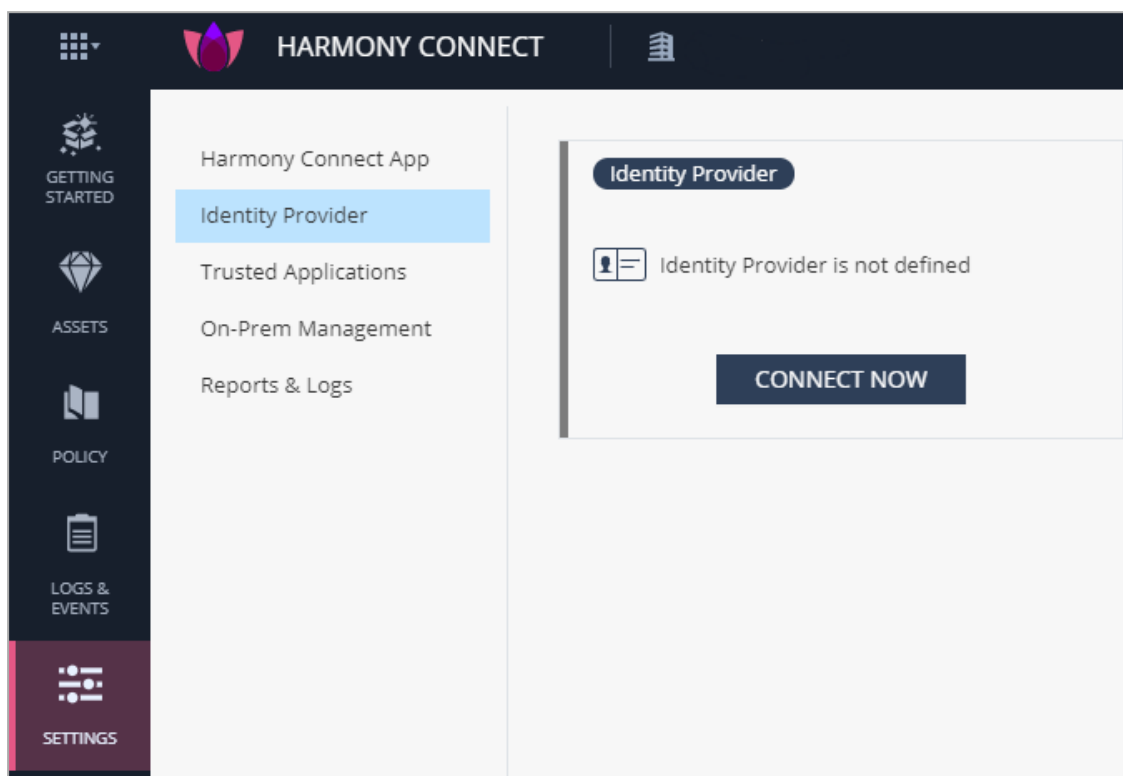 HARMONY CONNECT
GETTING
STARTED
ASSETS
POLICY
LOGS &
EVENTS
SETTINGS
Harmony Connect App
Identity Provider
Trusted Applications
On-Prem Management
Reports & Logs
Identity Provider
Identity Provider is not defined
CONNECT NOW